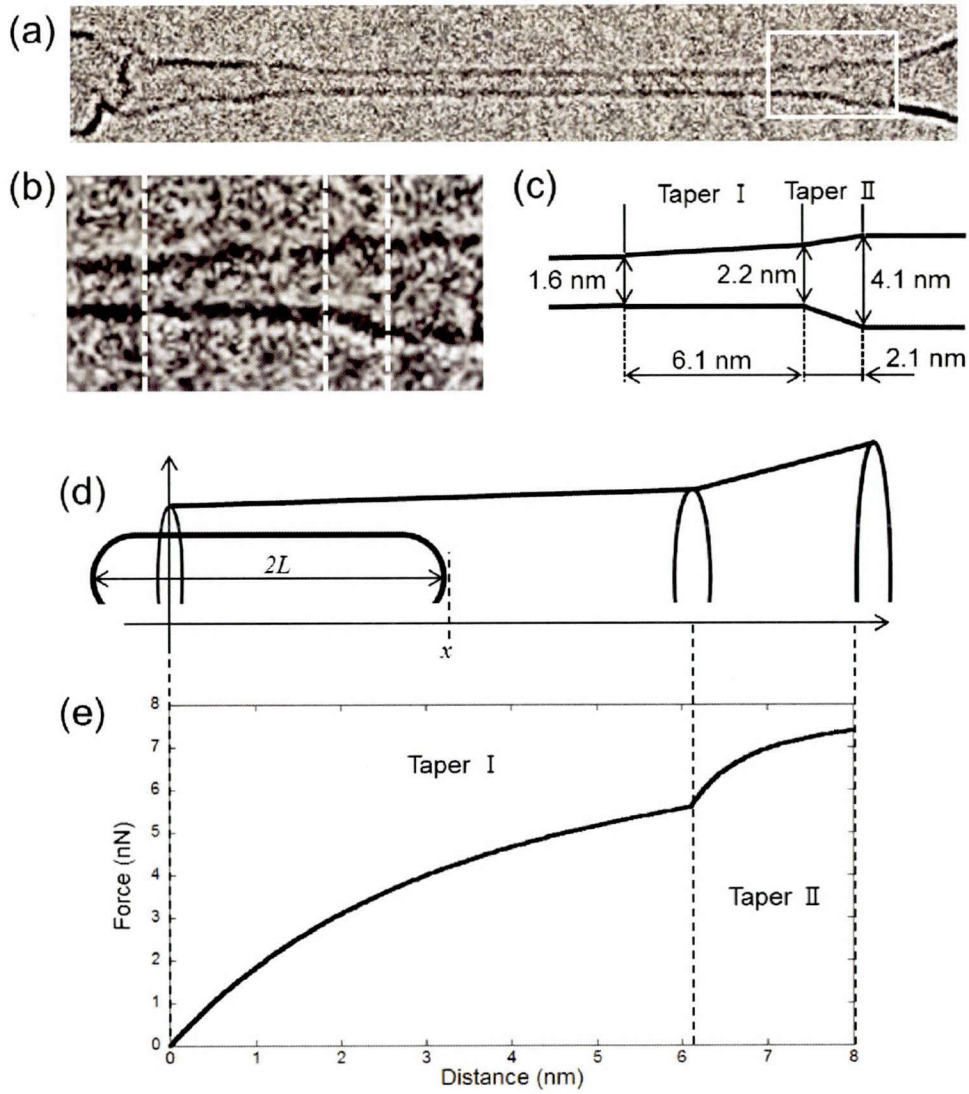 (a)
(b)
(c)
Taper Ⅰ Taper Ⅱ
1.6 nm 2.2 nm 4.1 nm
6.1 nm 2.1 nm
(d)
2L
x
(e)
8
7
6
5
4
3
2
1
0
Force (nN)
Taper Ⅰ
Taper Ⅱ
0 1 2 3 4 5 6 7 8
Distance (nm)